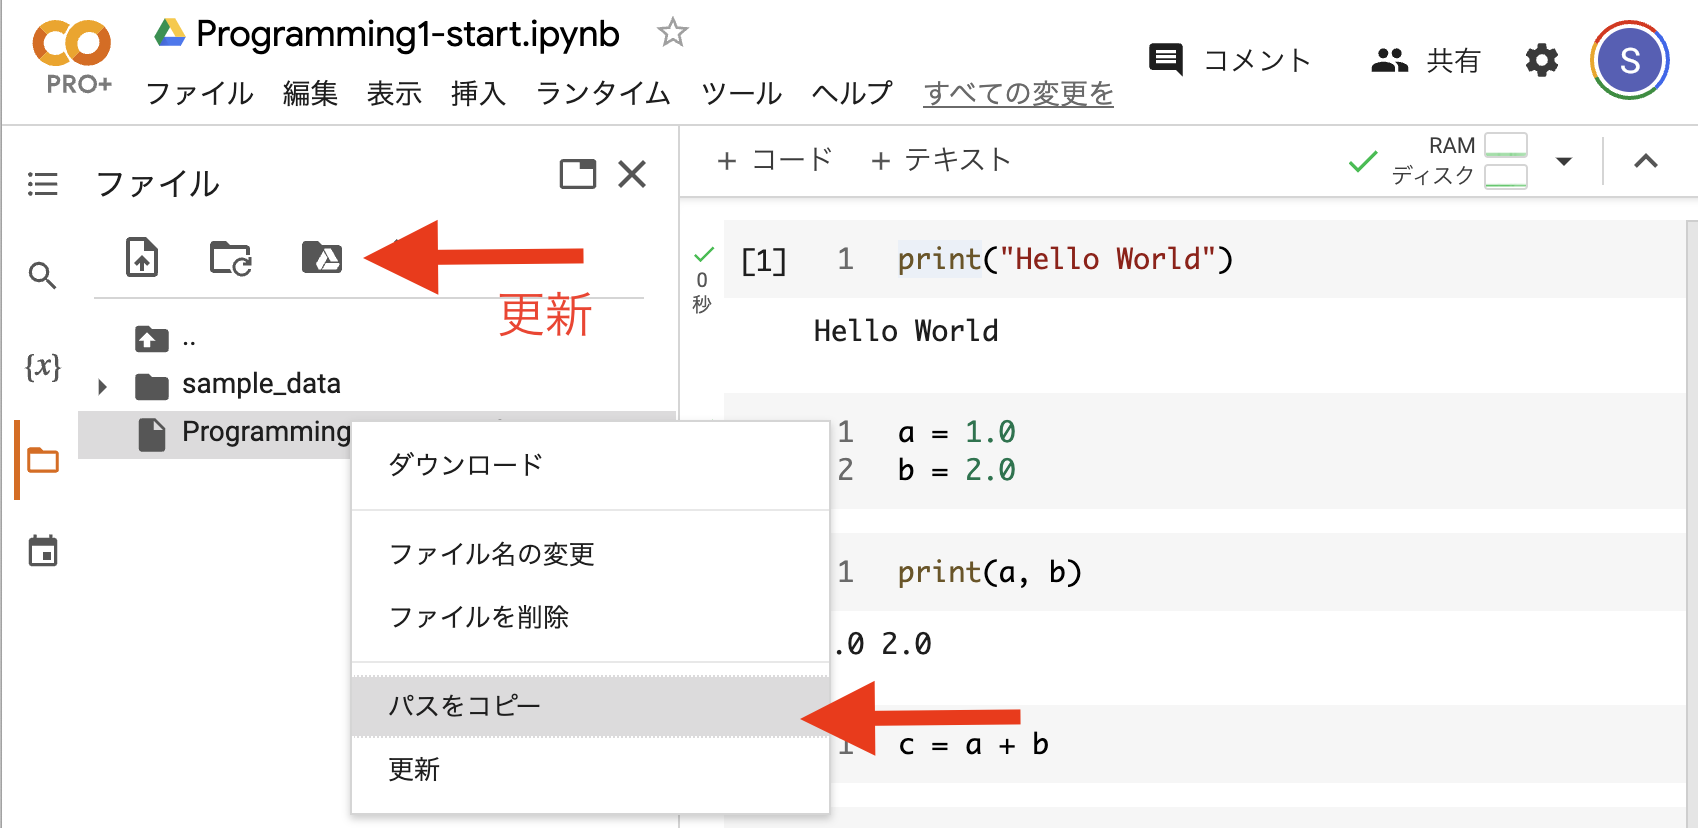 Programming1-start.ipynb
PRO+
ファイル 編集 表示 挿入 ランタイム ツール ヘルプ すべての変更を
コメント 共有 S
ファイル
+ コード + テキスト
RAM
ディスク
更新
..
sample_data
Programming
ダウンロード
ファイル名の変更
ファイルを削除
パスをコピー
更新
{x}
0
秒
[1] 1 print("Hello World")
Hello World
1 a = 1.0
2 b = 2.0
1 print(a, b)
.0 2.0
1 c = a + b